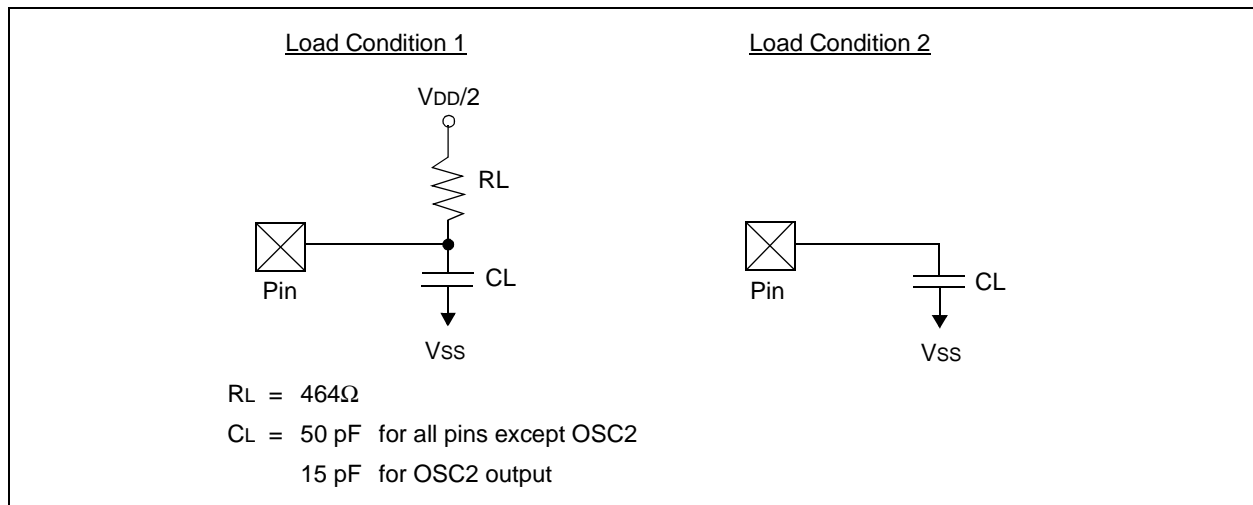 Load Condition 1
Load Condition 2
VDD/2
RL
CL
Pin
VSS
CL
Pin
VSS
RL = 464Ω
CL = 50 pF for all pins except OSC2
15 pF for OSC2 output